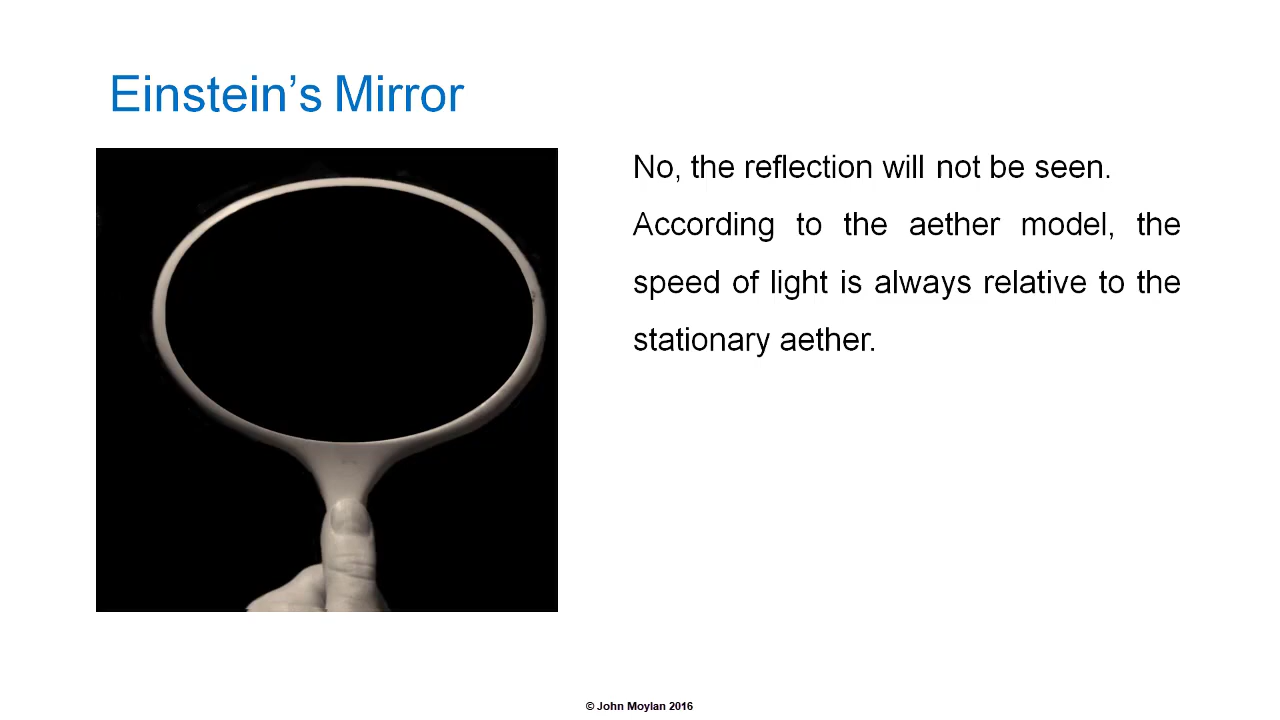 Einstein’s Mirror
No, the reflection will not be seen.
According to the aether model, the
speed of light is always relative to the
stationary aether.
© John Moylan 2016